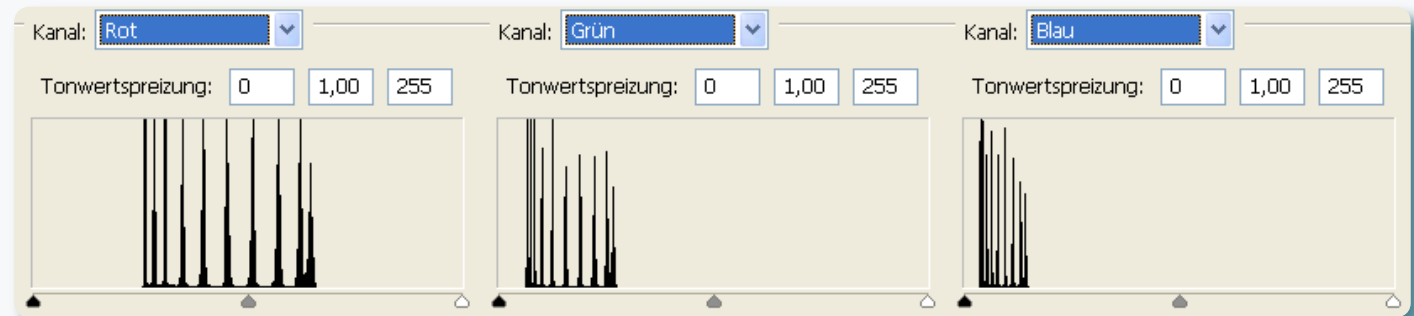 Kanal: Rot Kanal: Grün Kanal: Blau
Tonwertspreizung: 0 1,00 255 Tonwertspreizung: 0 1,00 255 Tonwertspreizung: 0 1,00 255